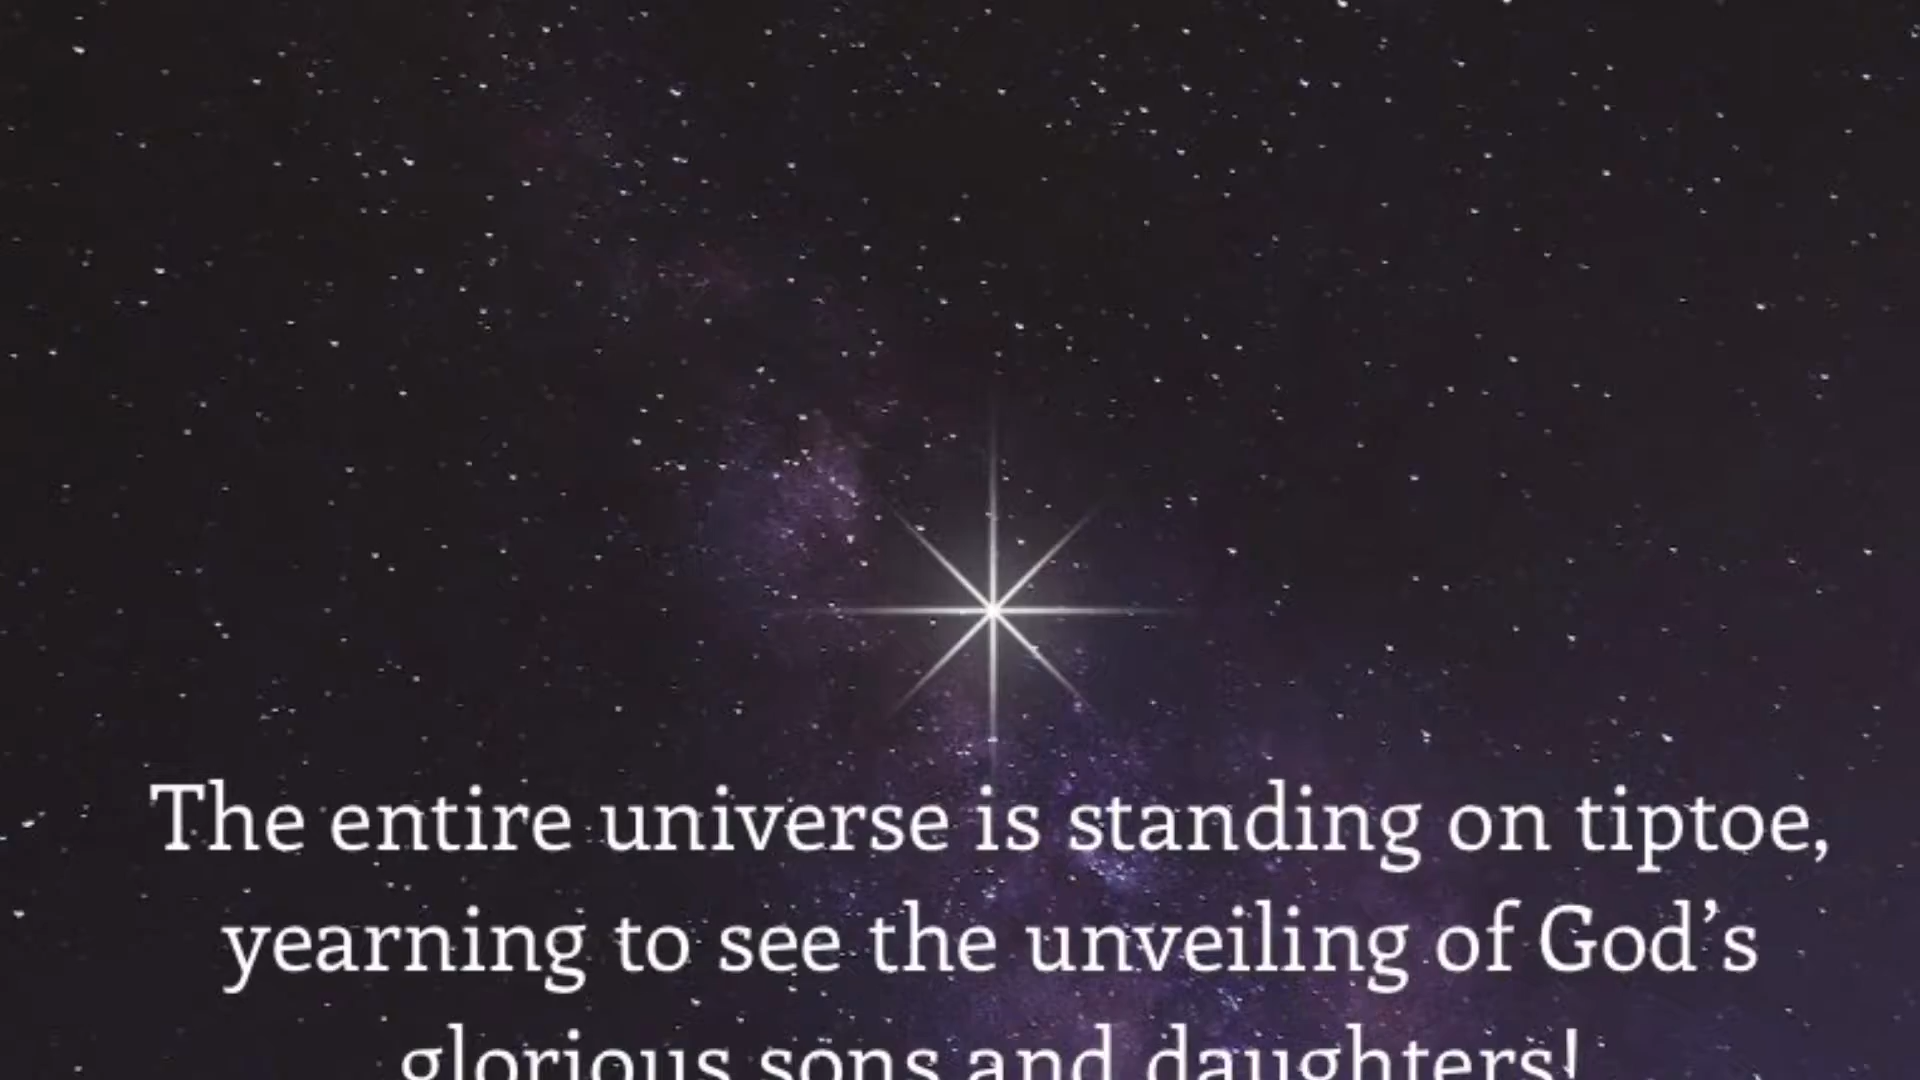 The entire universe is standing on tiptoe,
yearning to see the unveiling of God’s
glorious sons and daughters!